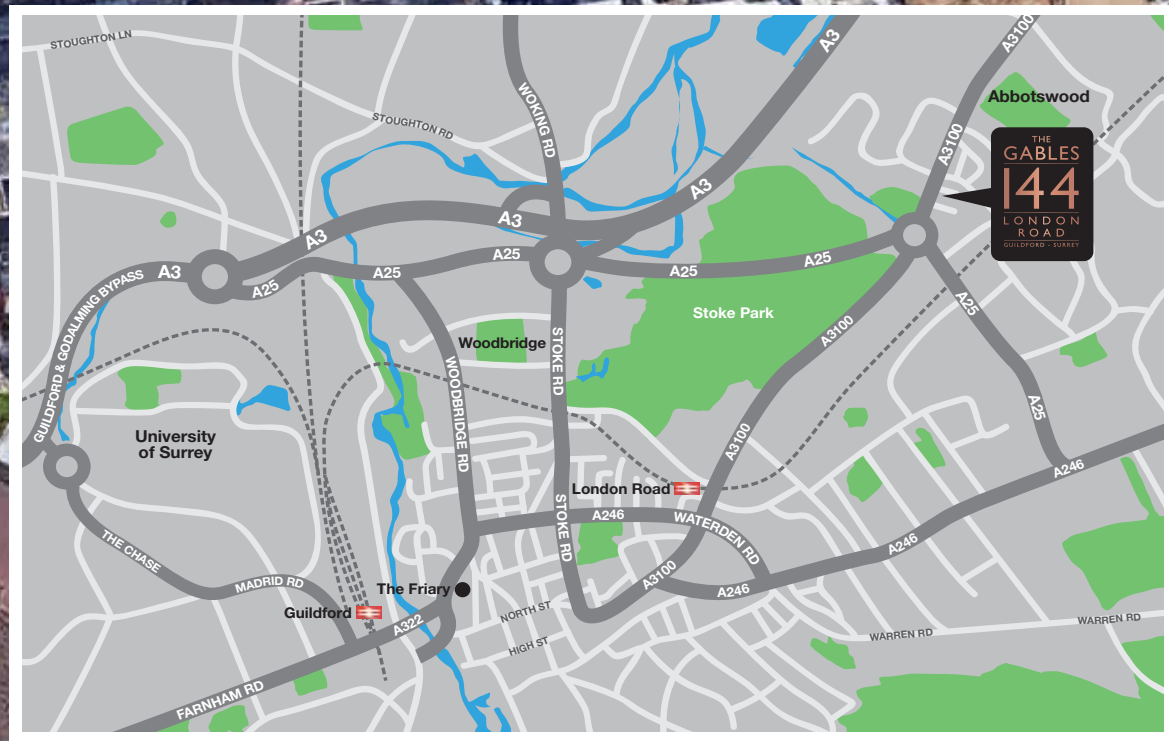 STOUGHTON LN
A3
A3100
WOKING RD
STOUGHTON RD
Abbotswood
A3100
THE
GABLES
144
LONDON
ROAD
GUILDFORD - SURREY
A3
A3
A3
A3
GUILDFORD & GODALMING BYPASS
A25
A25
A25
A25
A25
A25
Stoke Park
A3100
Woodbridge
WOODBRIDGE RD
STOKE RD
A25
University
of Surrey
A3100
A246
London Road
STOKE RD
A246
WATERDEN RD
A246
THE CHASE
MADRID RD
The Friary
A3100
A246
Guildford
A322
NORTH ST
HIGH ST
WARREN RD
WARREN RD
FARNHAM RD